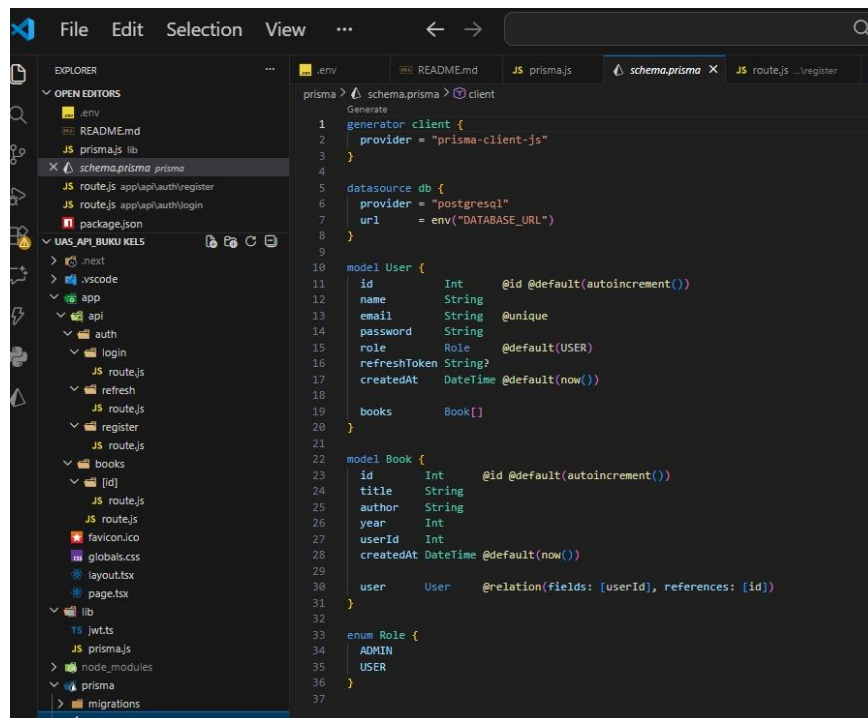 File Edit Selection View ...
EXPLORER ...
OPEN EDITORS
.env
README.md
JS prisma.js lib
schema.prisma prisma
JS route.js app\api\auth\register
JS route.js app\api\auth\login
package.json
UAS_API_BUKU KEL5
.next
.vscode
app
api
auth
login
JS route.js
refresh
JS route.js
register
JS route.js
books
[id]
JS route.js
JS route.js
favicon.ico
css globals.css
layout.tsx
page.tsx
lib
TS jwt.ts
JS prisma.js
node_modules
prisma
migrations
.env README.md JS prisma.js schema.prisma JS route.js ...\register
prisma > schema.prisma > client
Generate
1 generator client {
2 provider = "prisma-client-js"
3 }
4
5 datasource db {
6 provider = "postgresql"
7 url = env("DATABASE_URL")
8 }
9
10 model User {
11 id Int @id @default(autoincrement())
12 name String
13 email String @unique
14 password String
15 role Role @default(USER)
16 refreshToken String?
17 createdAt DateTime @default(now())
18
19 books Book[]
20 }
21
22 model Book {
23 id Int @id @default(autoincrement())
24 title String
25 author String
26 year Int
27 userId Int
28 createdAt DateTime @default(now())
29
30 user User @relation(fields: [userId], references: [id])
31 }
32
33 enum Role {
34 ADMIN
35 USER
36 }
37